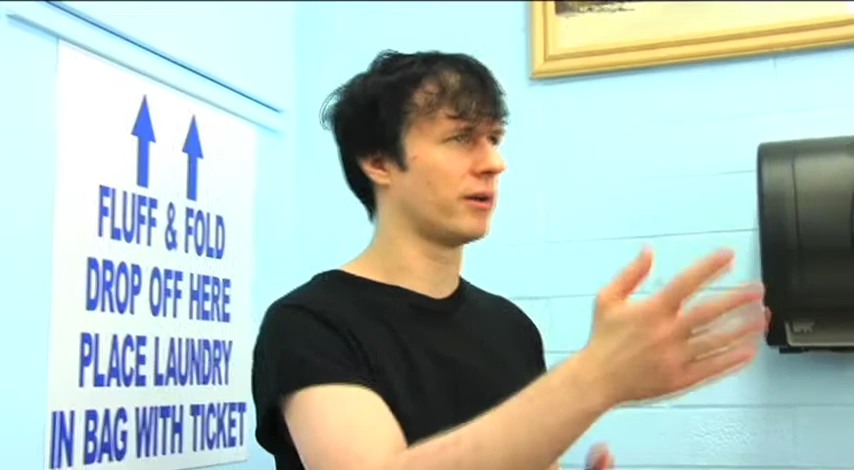 FLUFF & FOLD
DROP OFF HERE
PLACE LAUNDRY
IN BAG WITH TICKET